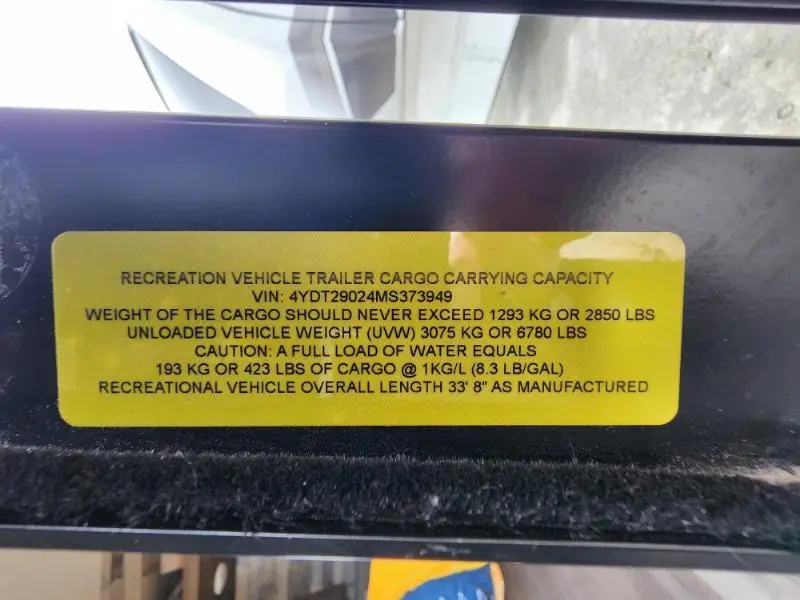 RECREATION VEHICLE TRAILER CARGO CARRYING CAPACITY
VIN: 4YDT29024MS373949
WEIGHT OF THE CARGO SHOULD NEVER EXCEED 1293 KG OR 2850 LBS
UNLOADED VEHICLE WEIGHT (UVW) 3075 KG OR 6780 LBS
CAUTION: A FULL LOAD OF WATER EQUALS
193 KG OR 423 LBS OF CARGO @ 1KG/L (8.3 LB/GAL)
RECREATIONAL VEHICLE OVERALL LENGTH 33' 8" AS MANUFACTURED